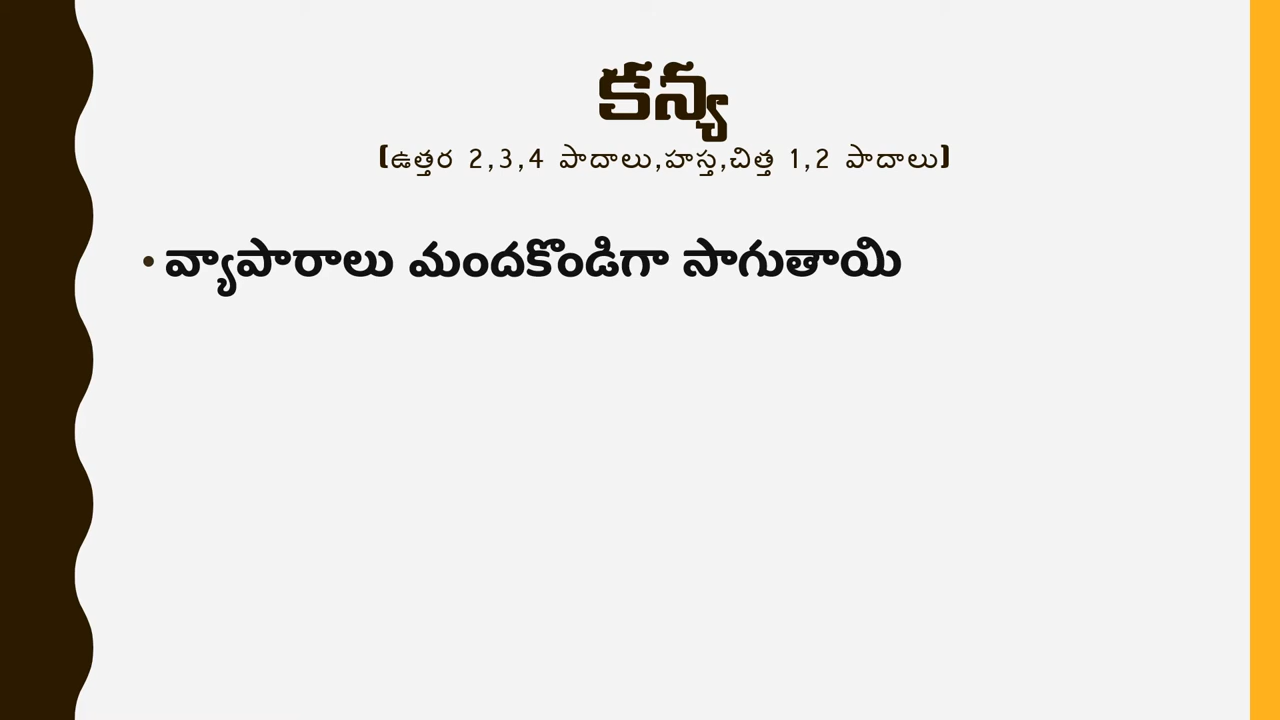 కన్య
(ఉత్తర 2,3,4 పాదాలు,హస్త,చిత్త 1,2 పాదాలు)
•వ్యాపారాలు మందకొండిగా సాగుతాయి